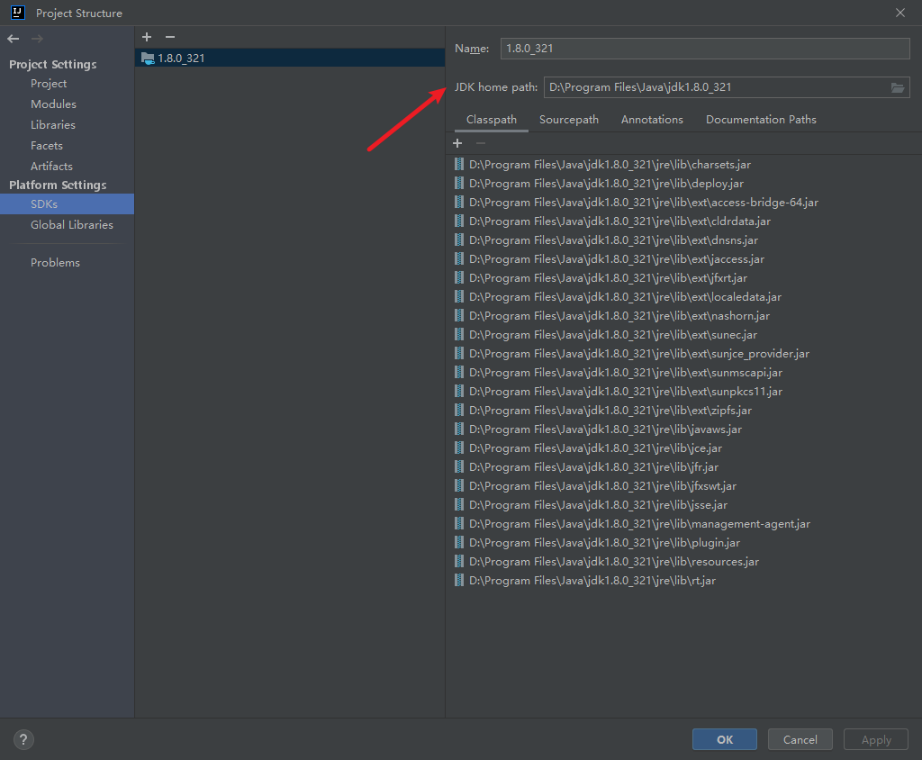 IJ
Project Structure
Project Settings
Project
Modules
Libraries
Facets
Artifacts
Platform Settings
SDKs
Global Libraries
Problems
1.8.0_321
Name: 1.8.0_321
JDK home path: D:\Program Files\Java\jdk1.8.0_321
Classpath Sourcepath Annotations Documentation Paths
D:\Program Files\Java\jdk1.8.0_321\jre\lib\charsets.jar
D:\Program Files\Java\jdk1.8.0_321\jre\lib\deploy.jar
D:\Program Files\Java\jdk1.8.0_321\jre\lib\ext\access-bridge-64.jar
D:\Program Files\Java\jdk1.8.0_321\jre\lib\ext\cldrdata.jar
D:\Program Files\Java\jdk1.8.0_321\jre\lib\ext\dnsns.jar
D:\Program Files\Java\jdk1.8.0_321\jre\lib\ext\jaccess.jar
D:\Program Files\Java\jdk1.8.0_321\jre\lib\ext\jfxrt.jar
D:\Program Files\Java\jdk1.8.0_321\jre\lib\ext\localedata.jar
D:\Program Files\Java\jdk1.8.0_321\jre\lib\ext\nashorn.jar
D:\Program Files\Java\jdk1.8.0_321\jre\lib\ext\sunec.jar
D:\Program Files\Java\jdk1.8.0_321\jre\lib\ext\sunjce_provider.jar
D:\Program Files\Java\jdk1.8.0_321\jre\lib\ext\sunmscapi.jar
D:\Program Files\Java\jdk1.8.0_321\jre\lib\ext\sunpkcs11.jar
D:\Program Files\Java\jdk1.8.0_321\jre\lib\ext\zipfs.jar
D:\Program Files\Java\jdk1.8.0_321\jre\lib\javaws.jar
D:\Program Files\Java\jdk1.8.0_321\jre\lib\jce.jar
D:\Program Files\Java\jdk1.8.0_321\jre\lib\jfr.jar
D:\Program Files\Java\jdk1.8.0_321\jre\lib\jfxswt.jar
D:\Program Files\Java\jdk1.8.0_321\jre\lib\jsse.jar
D:\Program Files\Java\jdk1.8.0_321\jre\lib\management-agent.jar
D:\Program Files\Java\jdk1.8.0_321\jre\lib\plugin.jar
D:\Program Files\Java\jdk1.8.0_321\jre\lib\resources.jar
D:\Program Files\Java\jdk1.8.0_321\jre\lib\rt.jar
? OK Cancel Apply